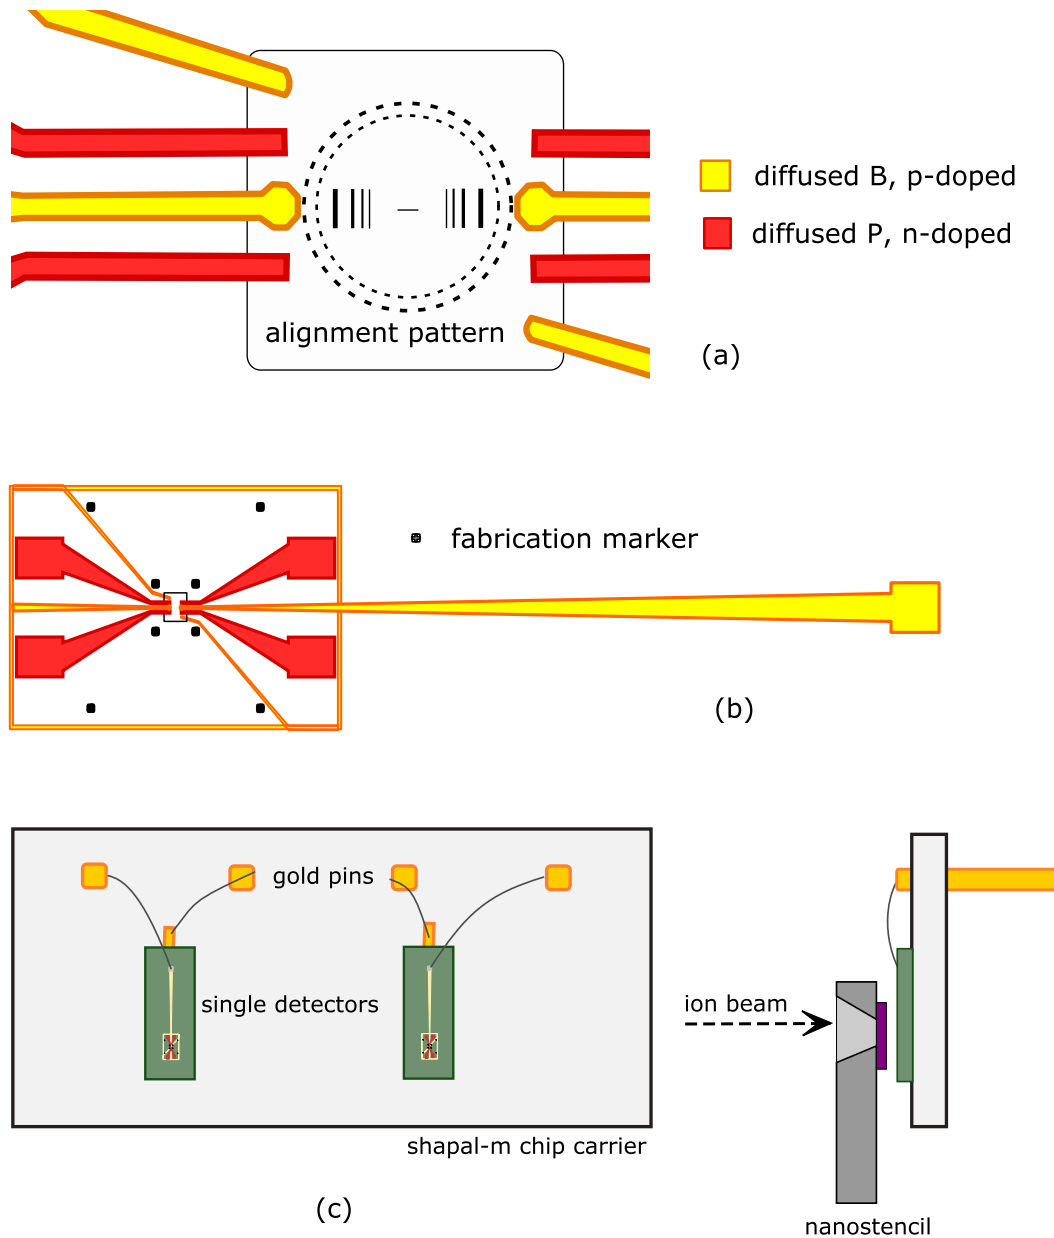 diffused B, p-doped
diffused P, n-doped
alignment pattern
(a)
fabrication marker
(b)
gold pins
single detectors
ion beam
shapal-m chip carrier
(c)
nanostencil